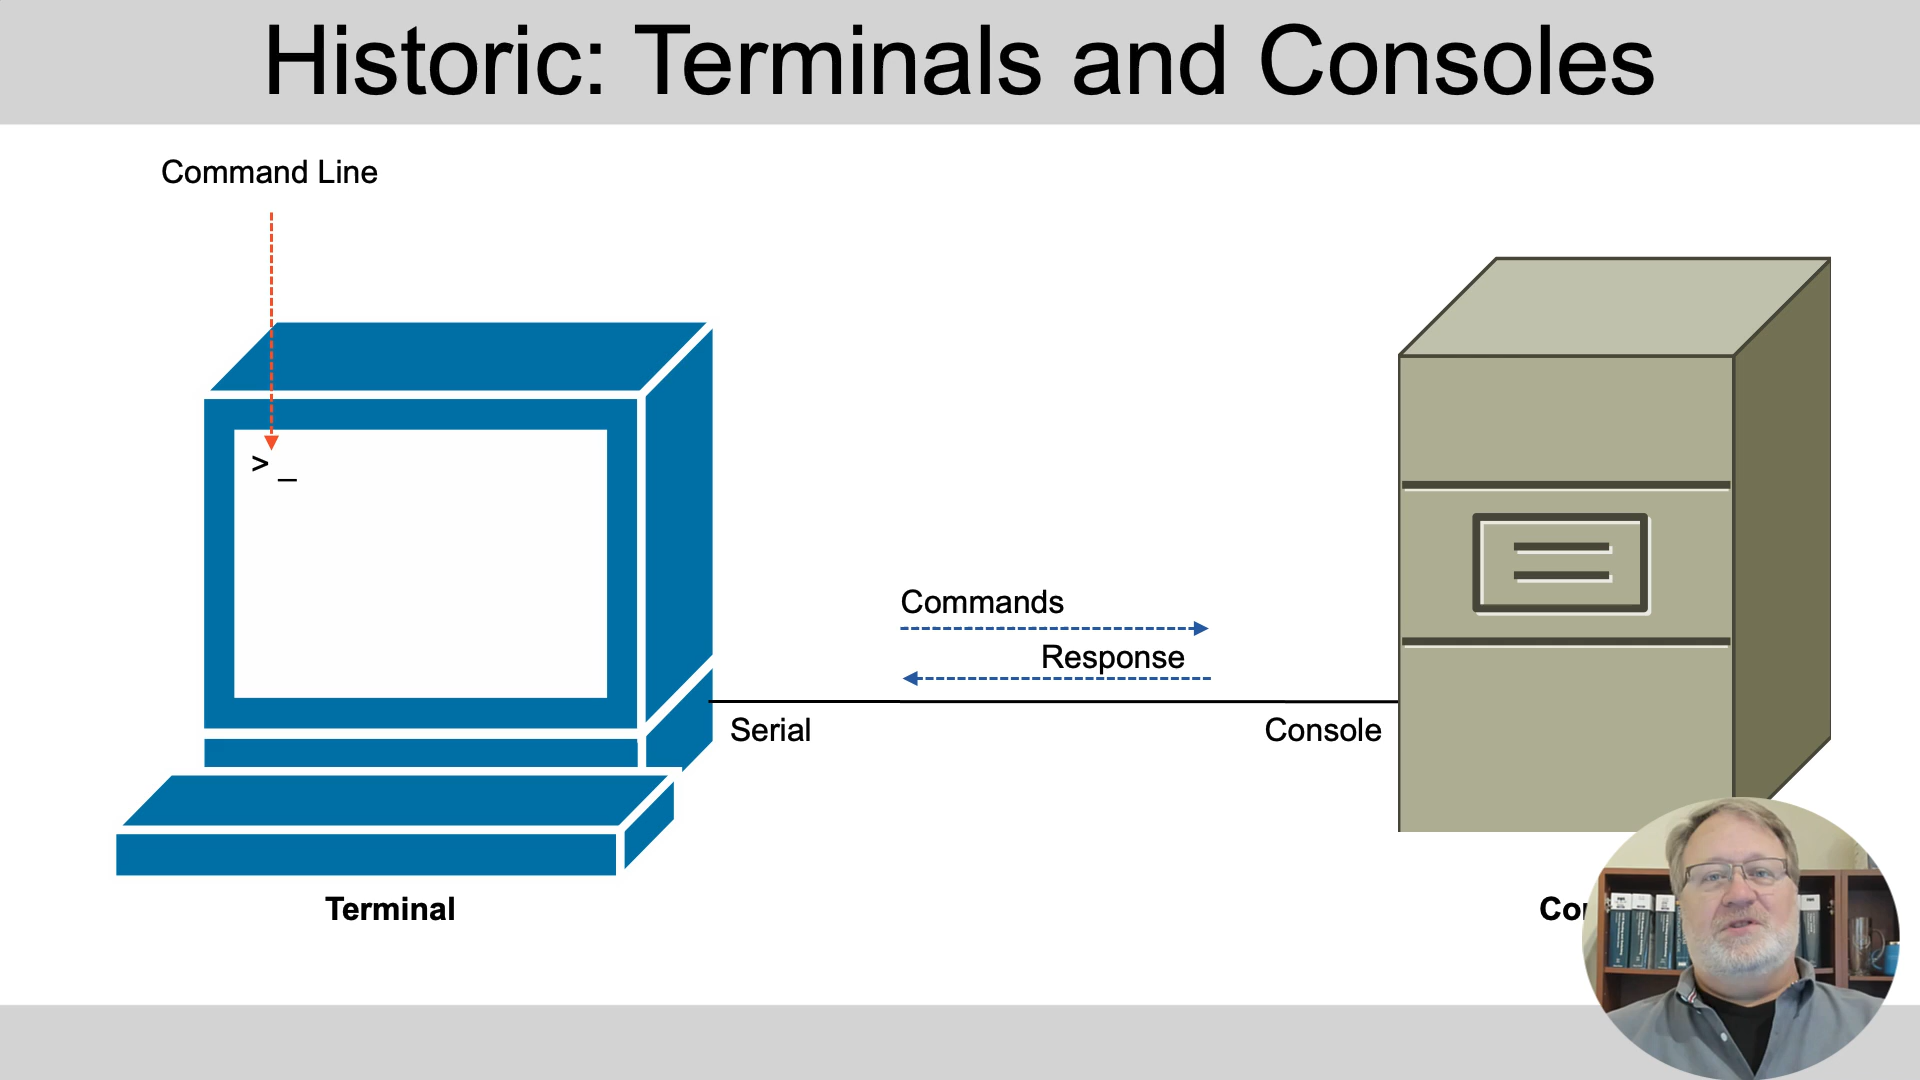 Historic: Terminals and Consoles
Command Line
> _
Commands
Response
Serial
Console
Terminal